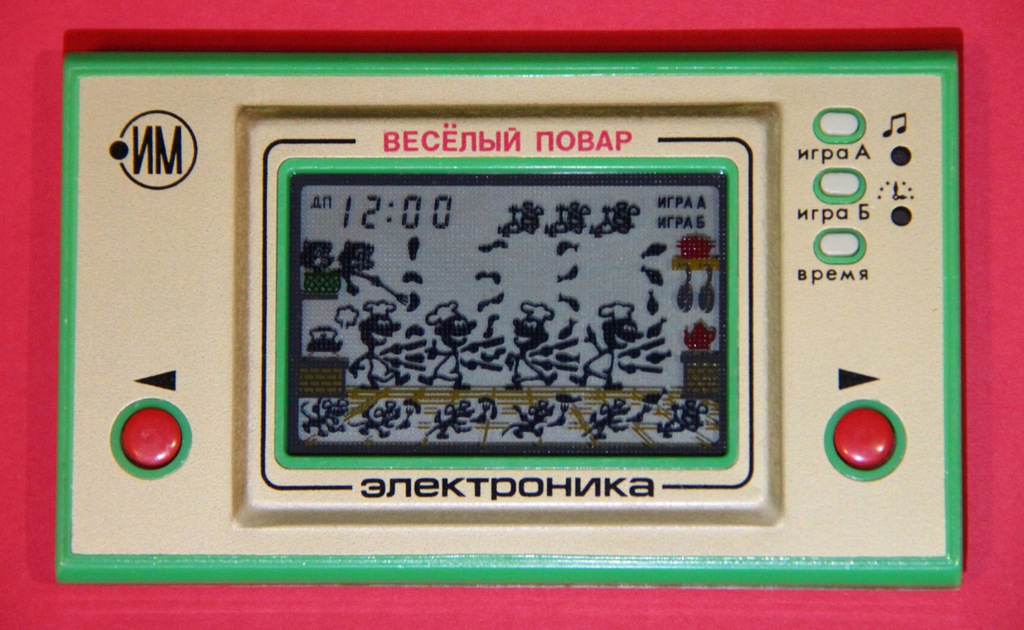 ИМ
ВЕСЁЛЫЙ ПОВАР
ДП 12:00
ИГРА А
ИГРА Б
игра А
игра Б
время
электроника